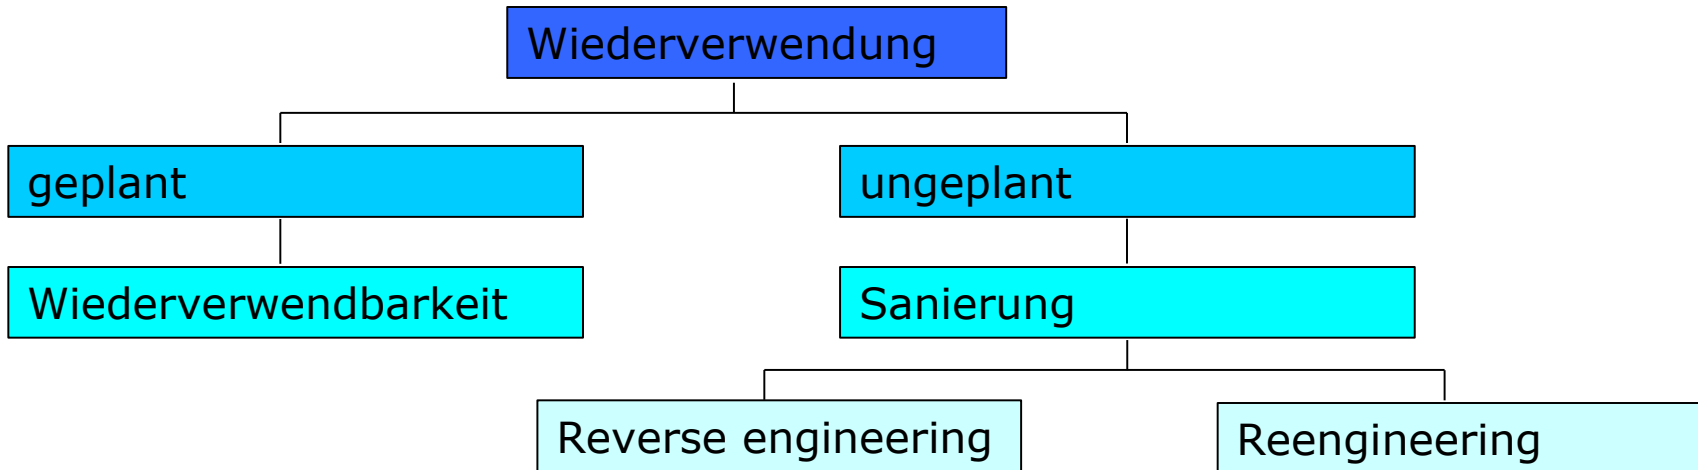 Wiederverwendung
geplant
ungeplant
Wiederverwendbarkeit
Sanierung
Reverse engineering
Reengineering